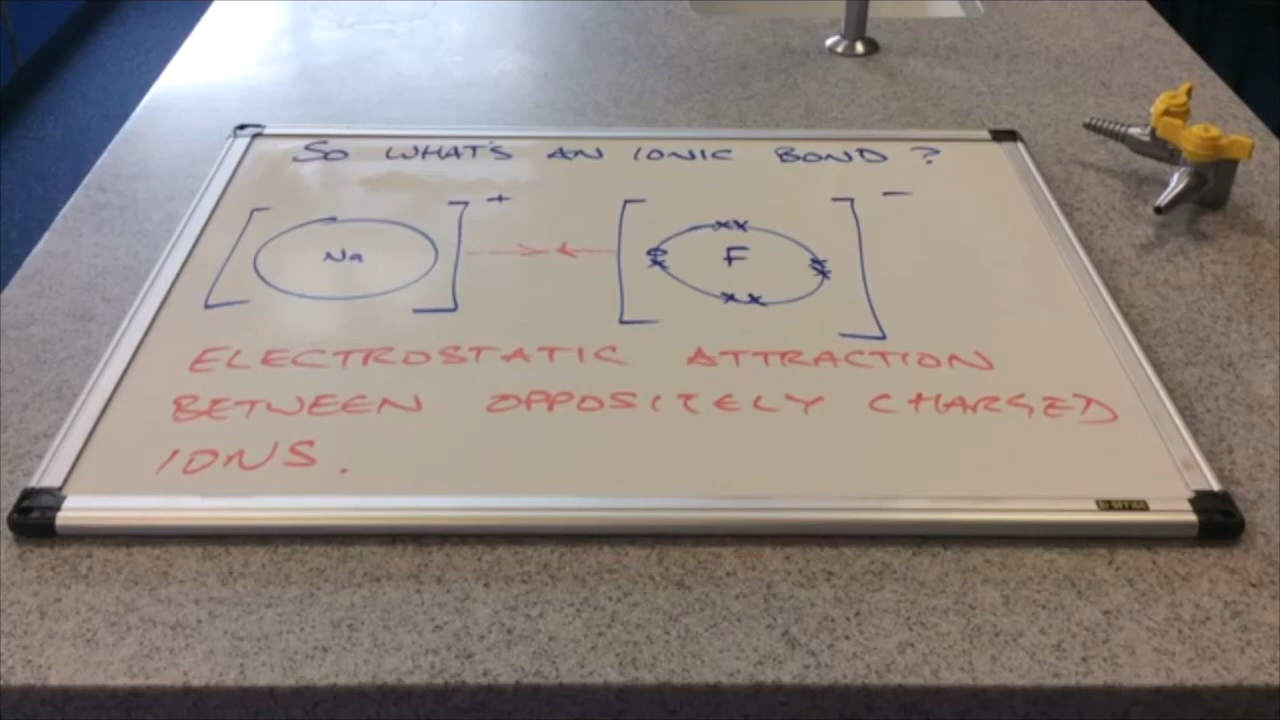 SO WHAT'S AN IONIC BOND?
[Na]+ [F]-
ELECTROSTATIC ATTRACTION
BETWEEN OPPOSITELY CHARGED
IONS.